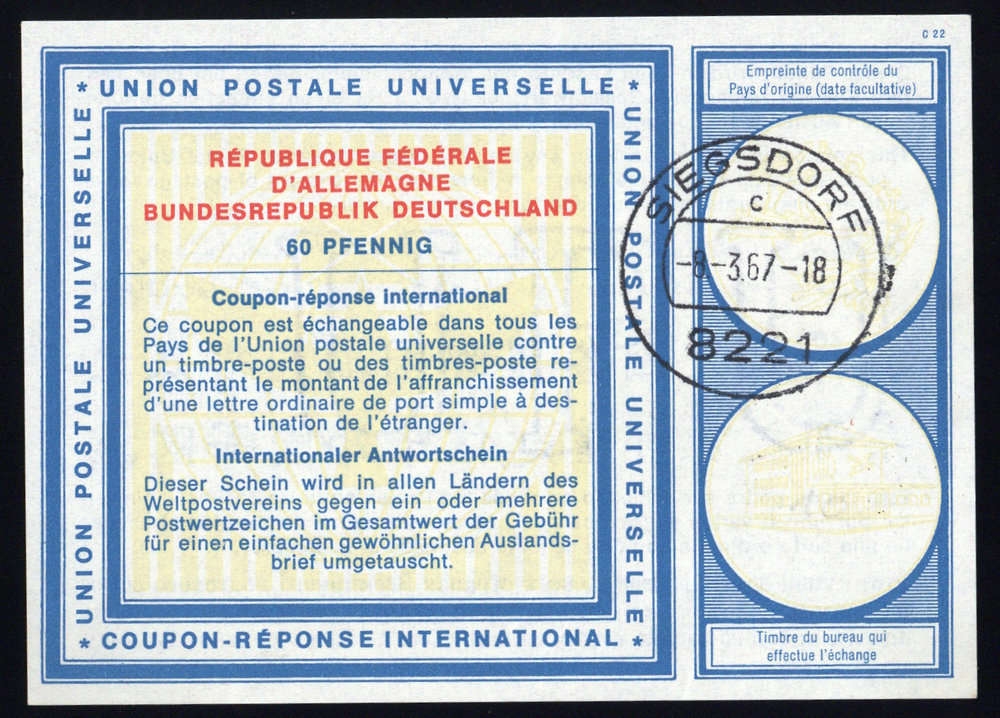 C 22
* UNION POSTALE UNIVERSELLE *
UNION POSTALE UNIVERSELLE
UNION POSTALE UNIVERSELLE
RÉPUBLIQUE FÉDÉRALE
D'ALLEMAGNE
BUNDESREPUBLIK DEUTSCHLAND
60 PFENNIG
Coupon-réponse international
Ce coupon est échangeable dans tous les
Pays de l'Union postale universelle contre
un timbre-poste ou des timbres-poste re-
présentant le montant de l'affranchissement
d'une lettre ordinaire de port simple à des-
tination de l'étranger.
Internationaler Antwortschein
Dieser Schein wird in allen Ländern des
Weltpostvereins gegen ein oder mehrere
Postwertzeichen im Gesamtwert der Gebühr
für einen einfachen gewöhnlichen Auslands-
brief umgetauscht.
* COUPON-RÉPONSE INTERNATIONAL *
Empreinte de contrôle du
Pays d'origine (date facultative)
SIEGSDORF
c
-8-3.67-18
8221
Timbre du bureau qui
effectue l'échange